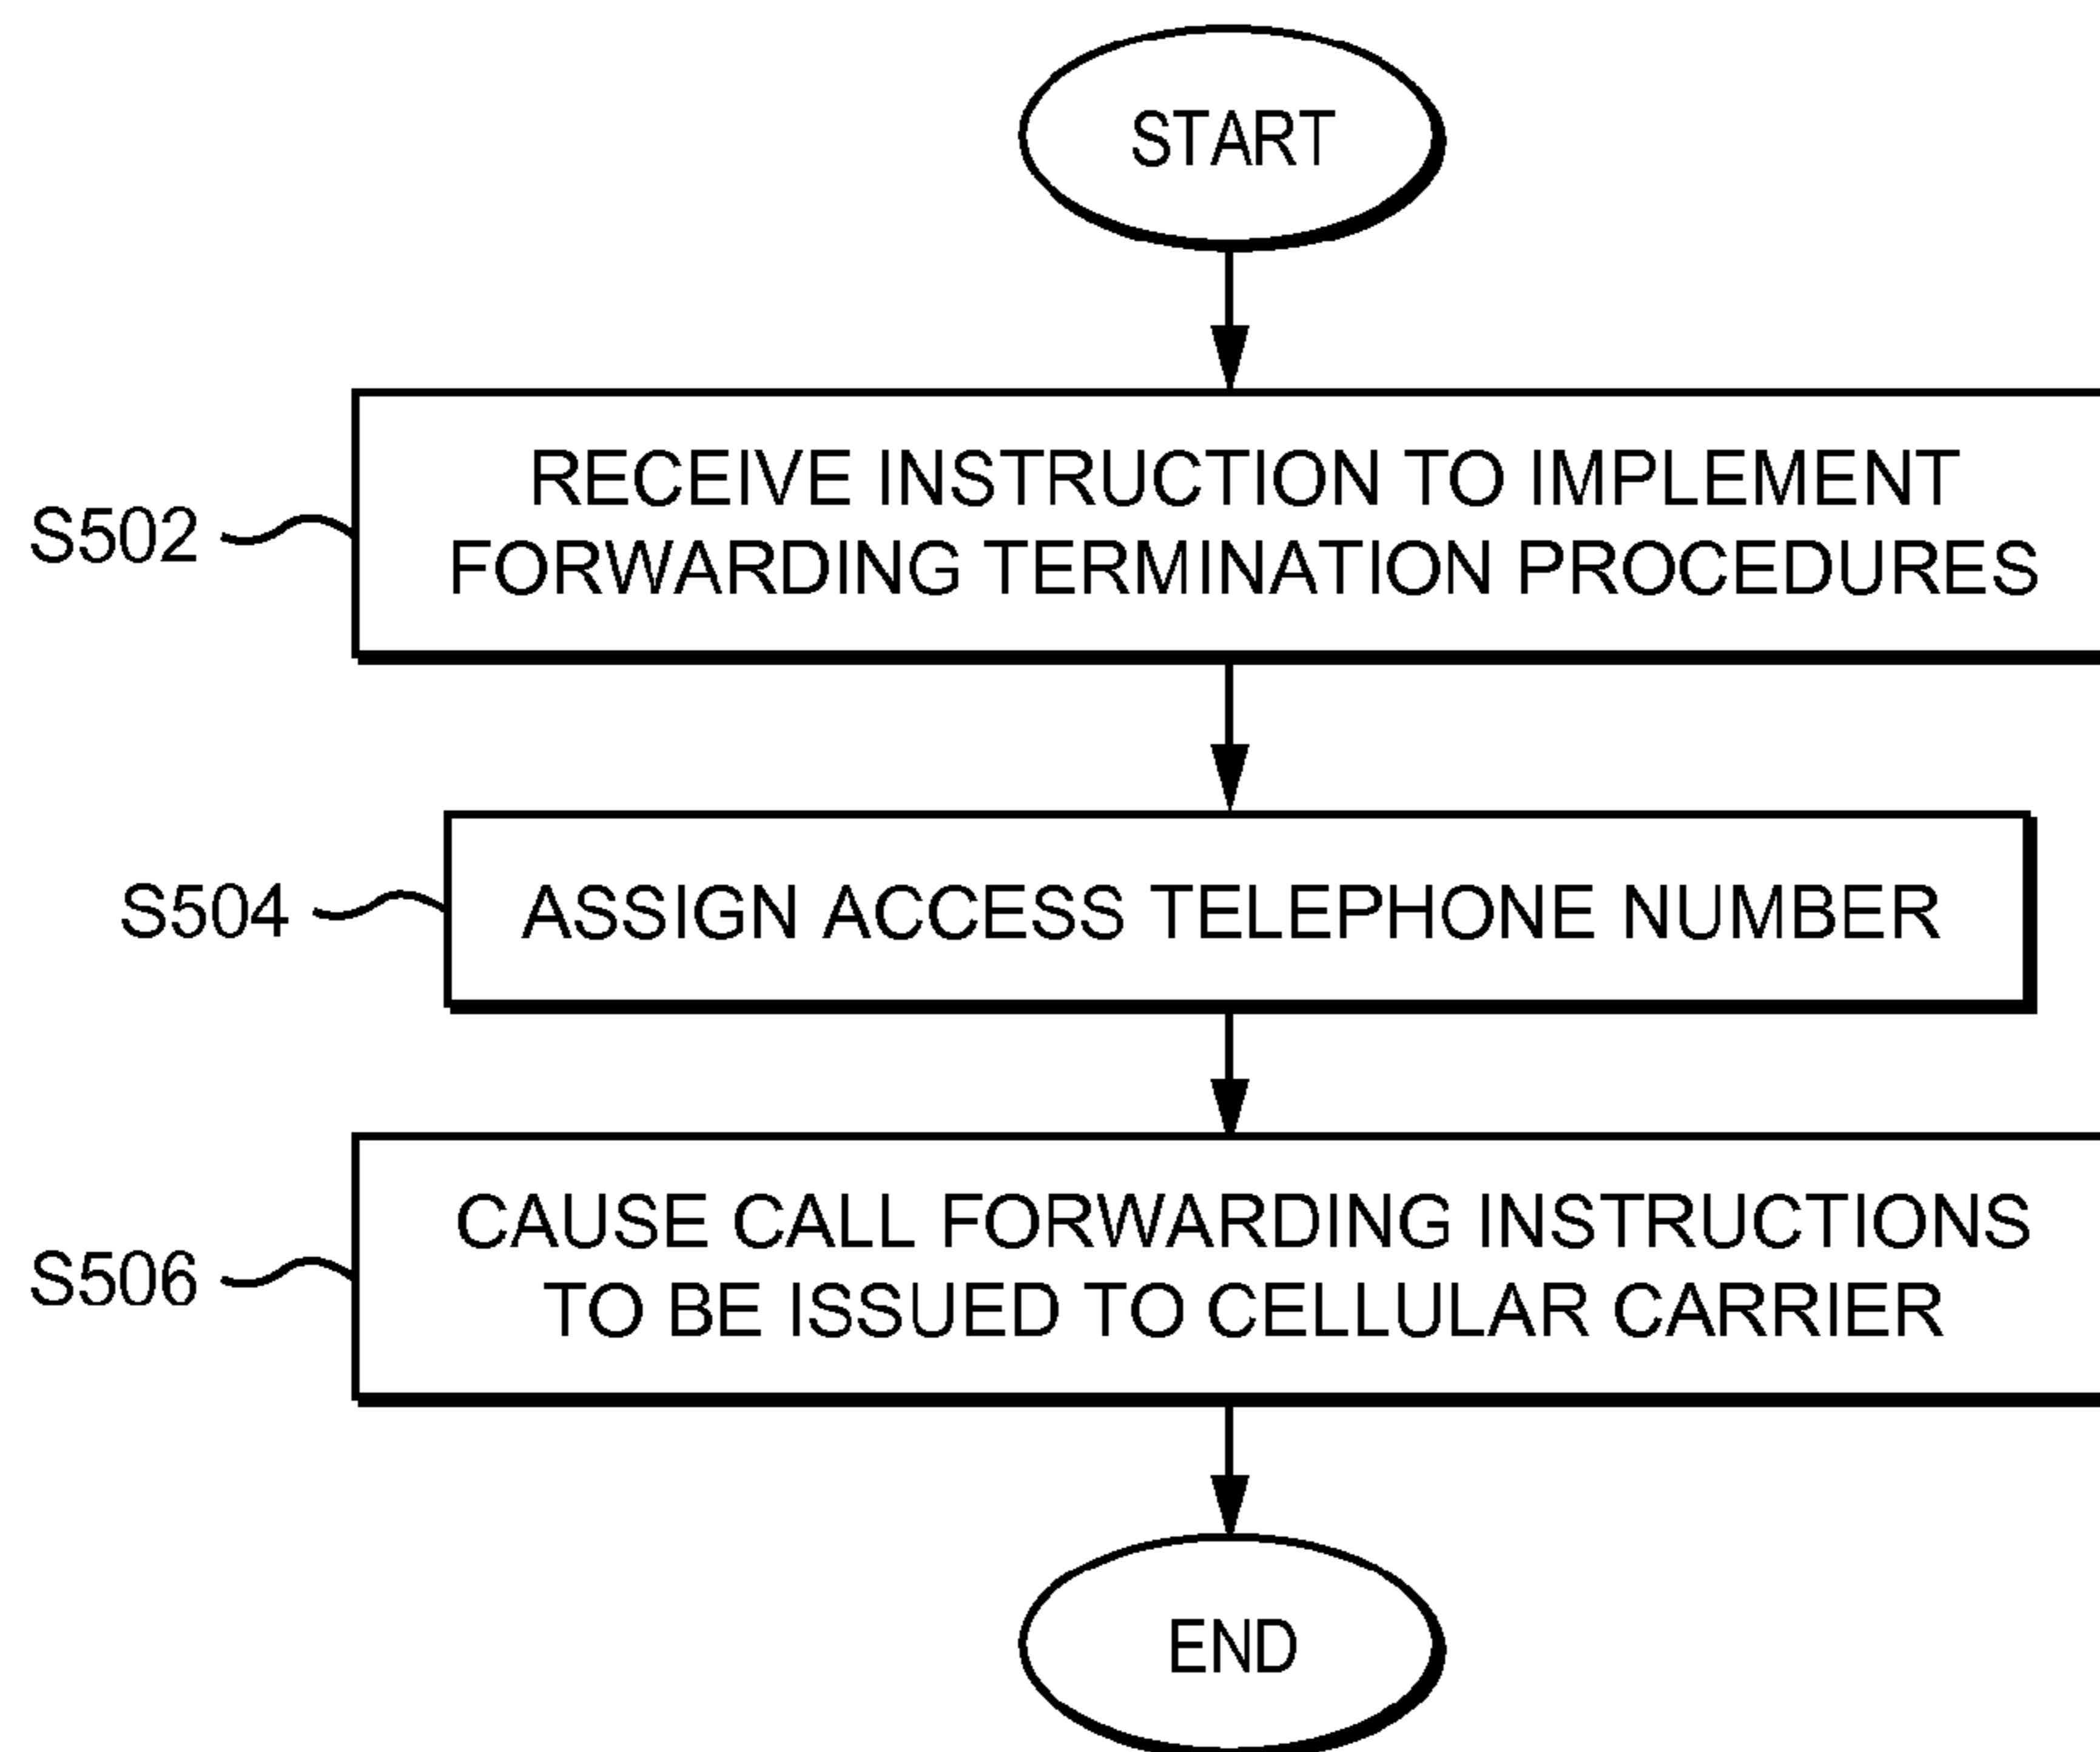 START
RECEIVE INSTRUCTION TO IMPLEMENT
FORWARDING TERMINATION PROCEDURES
S502
ASSIGN ACCESS TELEPHONE NUMBER
S504
CAUSE CALL FORWARDING INSTRUCTIONS
TO BE ISSUED TO CELLULAR CARRIER
S506
END